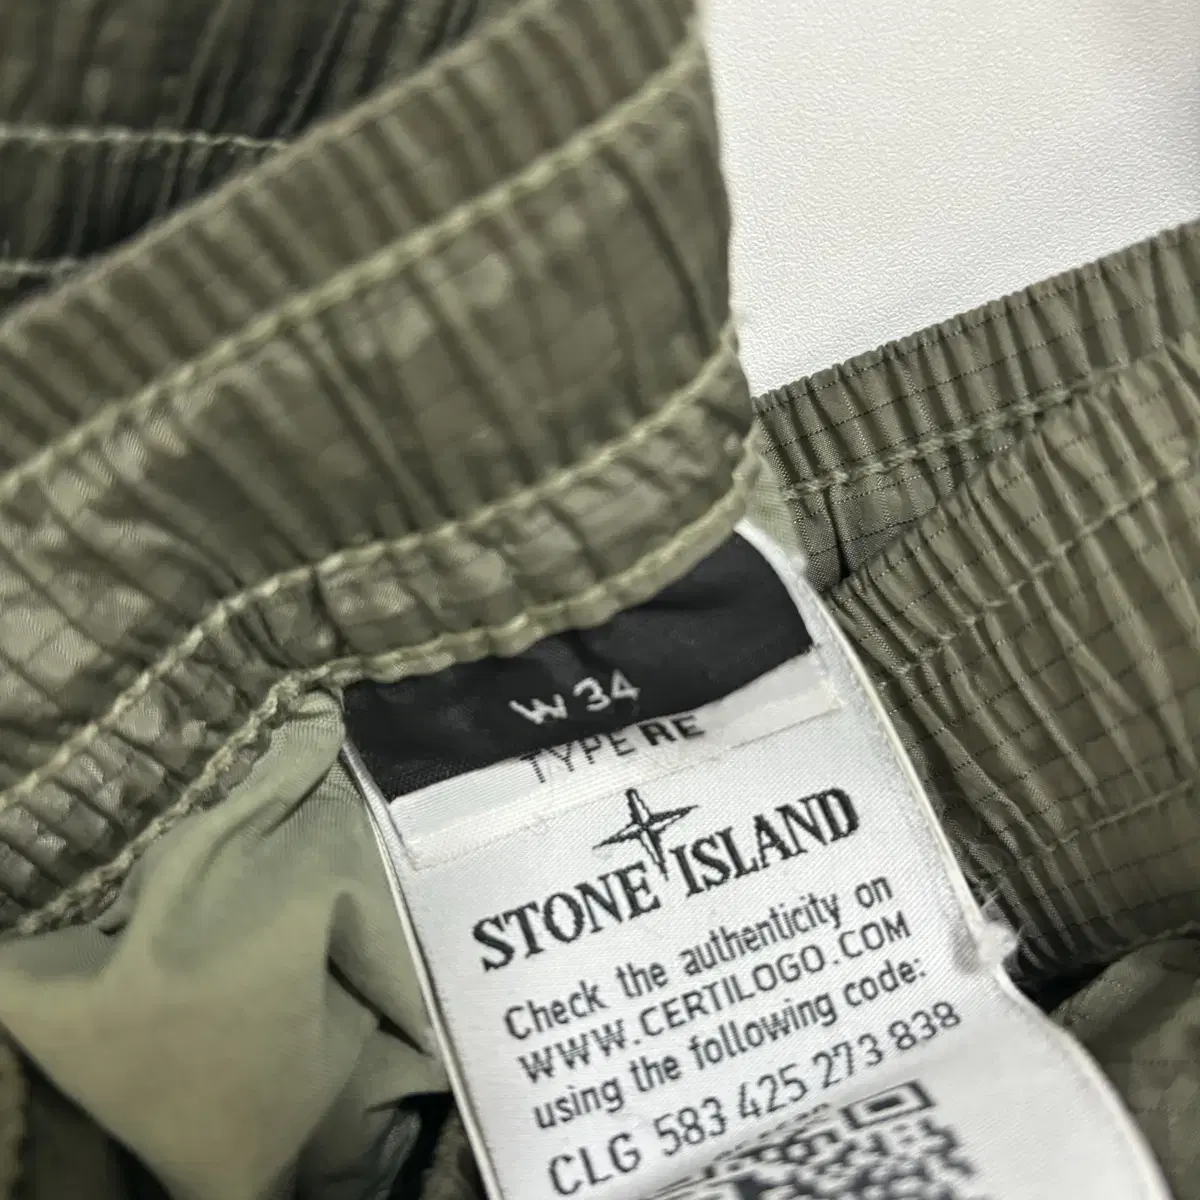 W 34
TYPE RE
STONE ISLAND
Check the authenticity on
WWW.CERTILOGO.COM
using the following code:
CLG 583 425 273 838